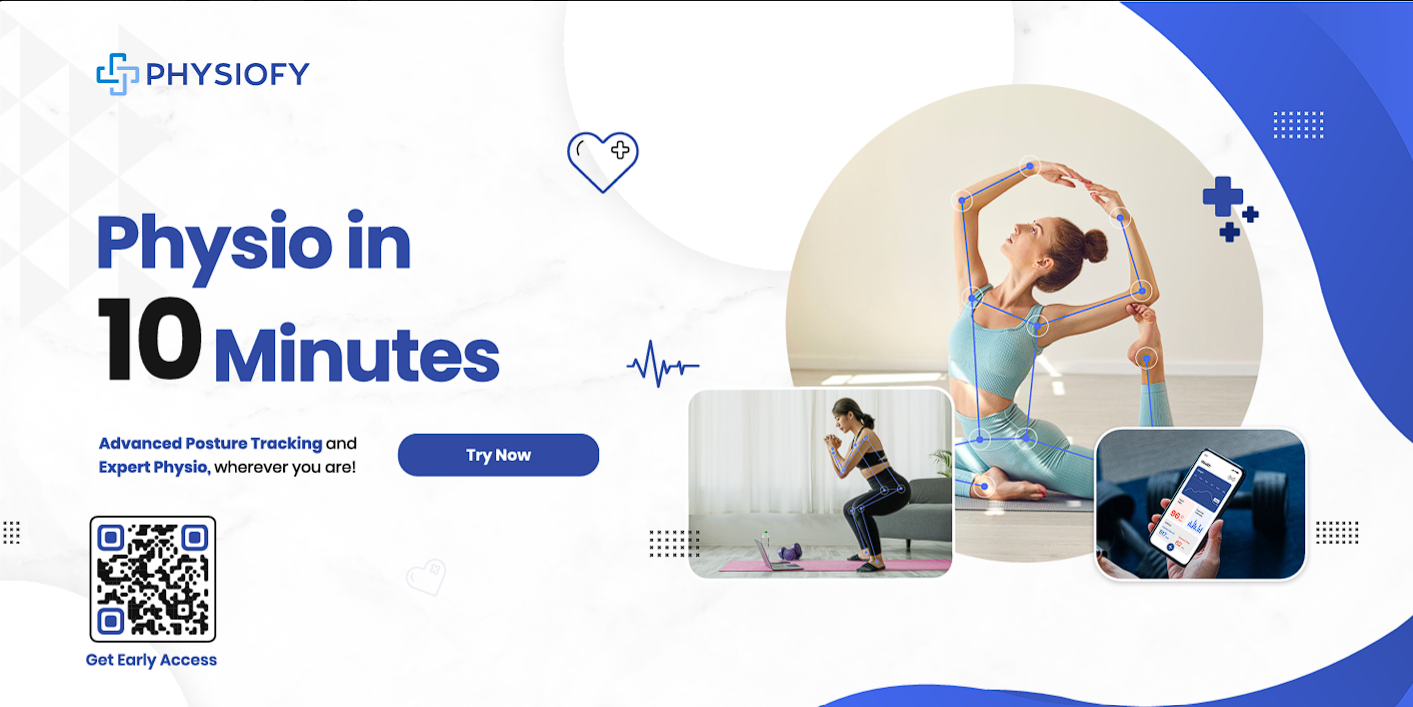 PHYSIOFY
Physio in
10 Minutes
Advanced Posture Tracking and
Expert Physio, wherever you are!
Try Now
Get Early Access